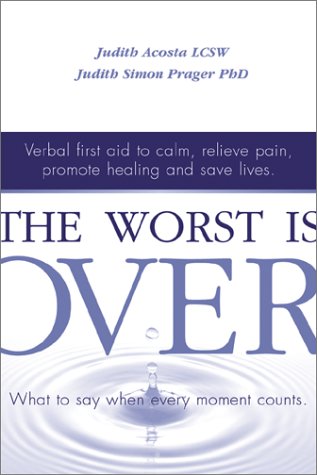 Judith Acosta LCSW
Judith Simon Prager PhD
Verbal first aid to calm, relieve pain,
promote healing and save lives.
THE WORST IS
OVER
What to say when every moment counts.